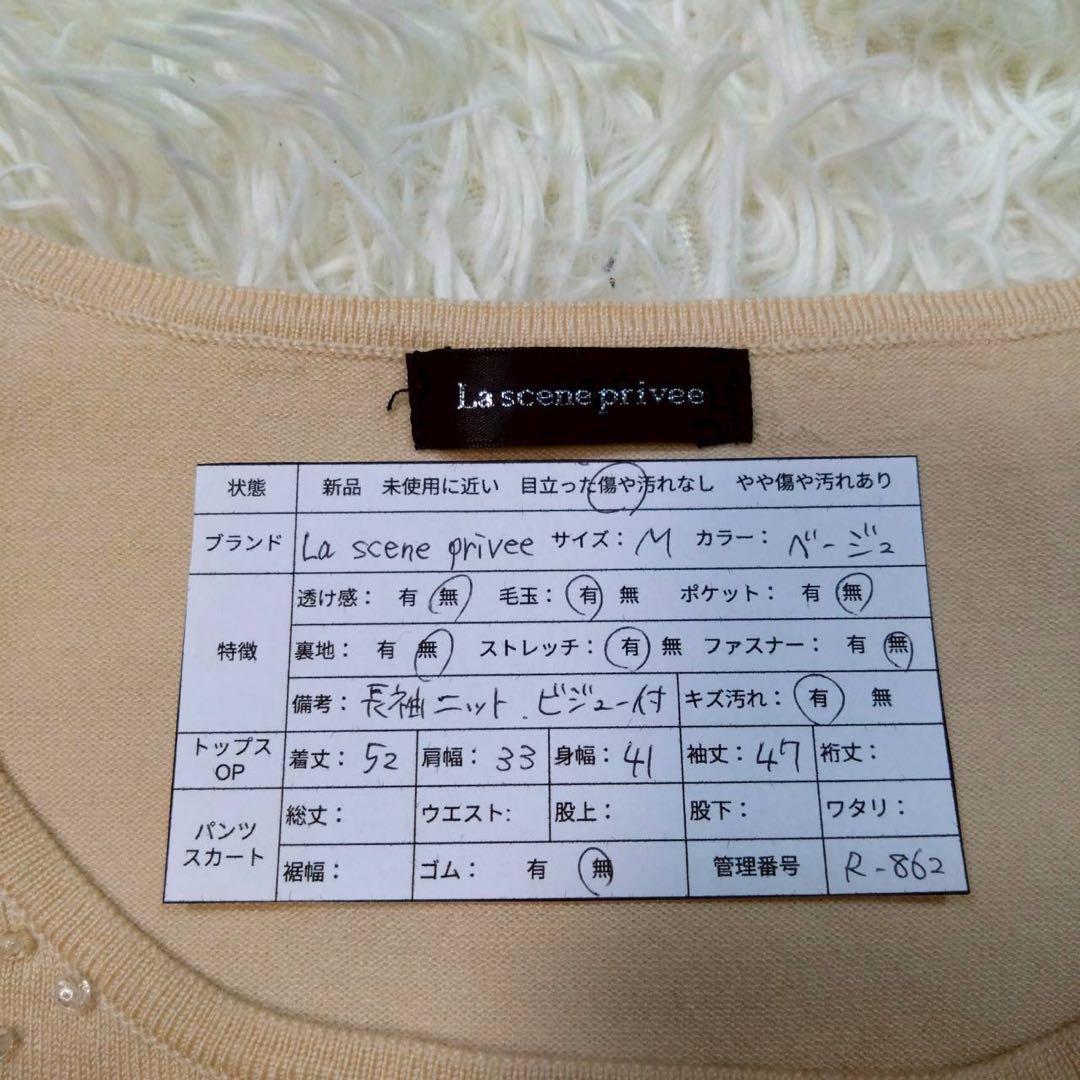 La scene privee
状態 新品 未使用に近い 目立った傷や汚れなし やや傷や汚れあり
ブランド La scene privee サイズ： M カラー： ベージュ
特徴
透け感： 有 無 毛玉： 有 無 ポケット： 有 無
裏地： 有 無 ストレッチ： 有 無 ファスナー： 有 無
備考： 長袖ニット、ビジュー付 キズ汚れ： 有 無
トップス OP 着丈： 52 肩幅： 33 身幅： 41 袖丈： 47 裄丈：
パンツ スカート
総丈： ウエスト： 股上： 股下： ワタリ：
裾幅： ゴム： 有 無 管理番号 R-862